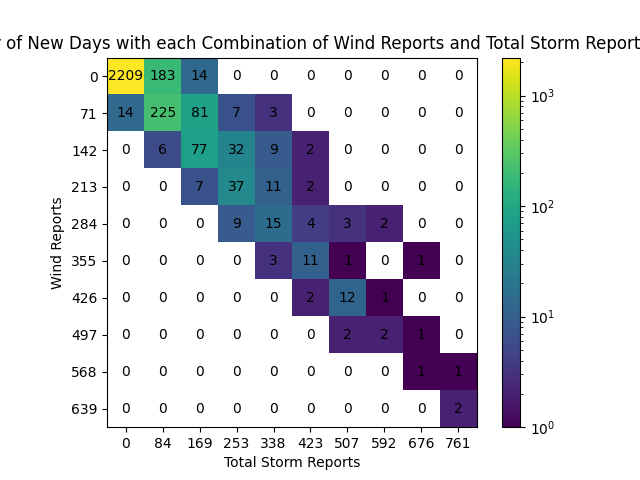 of New Days with each Combination of Wind Reports and Total Storm
0 2209 183 14 0 0 0 0 0 0 0
71 14 225 81 7 3 0 0 0 0 0
142 0 6 77 32 9 2 0 0 0 0
213 0 0 7 37 11 2 0 0 0 0
284 0 0 0 9 15 4 3 2 0 0
355 0 0 0 0 3 11 1 0 1 0
426 0 0 0 0 0 2 12 1 0 0
497 0 0 0 0 0 0 2 2 1 0
568 0 0 0 0 0 0 0 0 1 1
639 0 0 0 0 0 0 0 0 0 2
0 84 169 253 338 423 507 592 676 761
Total Storm Reports
Wind Reports
10³
10²
10¹
10⁰